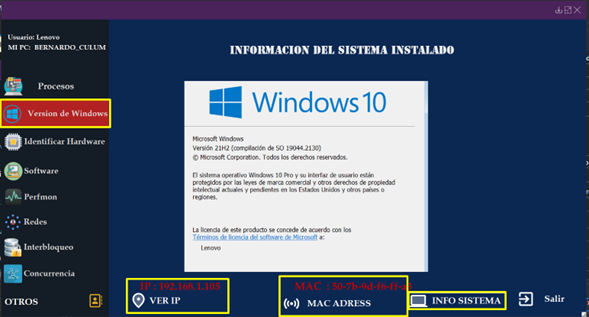 Usuario: Lenovo
MI PC: BERNARDO_CULUM
INFORMACION DEL SISTEMA INSTALADO
Procesos
Version de Windows
Identificar Hardware
Software
Perfmon
Redes
Interbloqueo
Concurrencia
OTROS
Windows 10
Microsoft Windows
Versión 21H2 (compilación de SO 19044.2130)
© Microsoft Corporation. Todos los derechos reservados.
El sistema operativo Windows 10 Pro y su interfaz de usuario están
protegidos por las leyes de marca comercial y otros derechos de propiedad
intelectual actuales y pendientes en los Estados Unidos y otros países o
regiones.
La licencia de este producto se concede de acuerdo con los
Términos de licencia del software de Microsoft a:
Lenovo
IP : 192.168.1.105
VER IP
MAC : 50-7b-9d-f6-ff-a4
MAC ADRESS
INFO SISTEMA
Salir